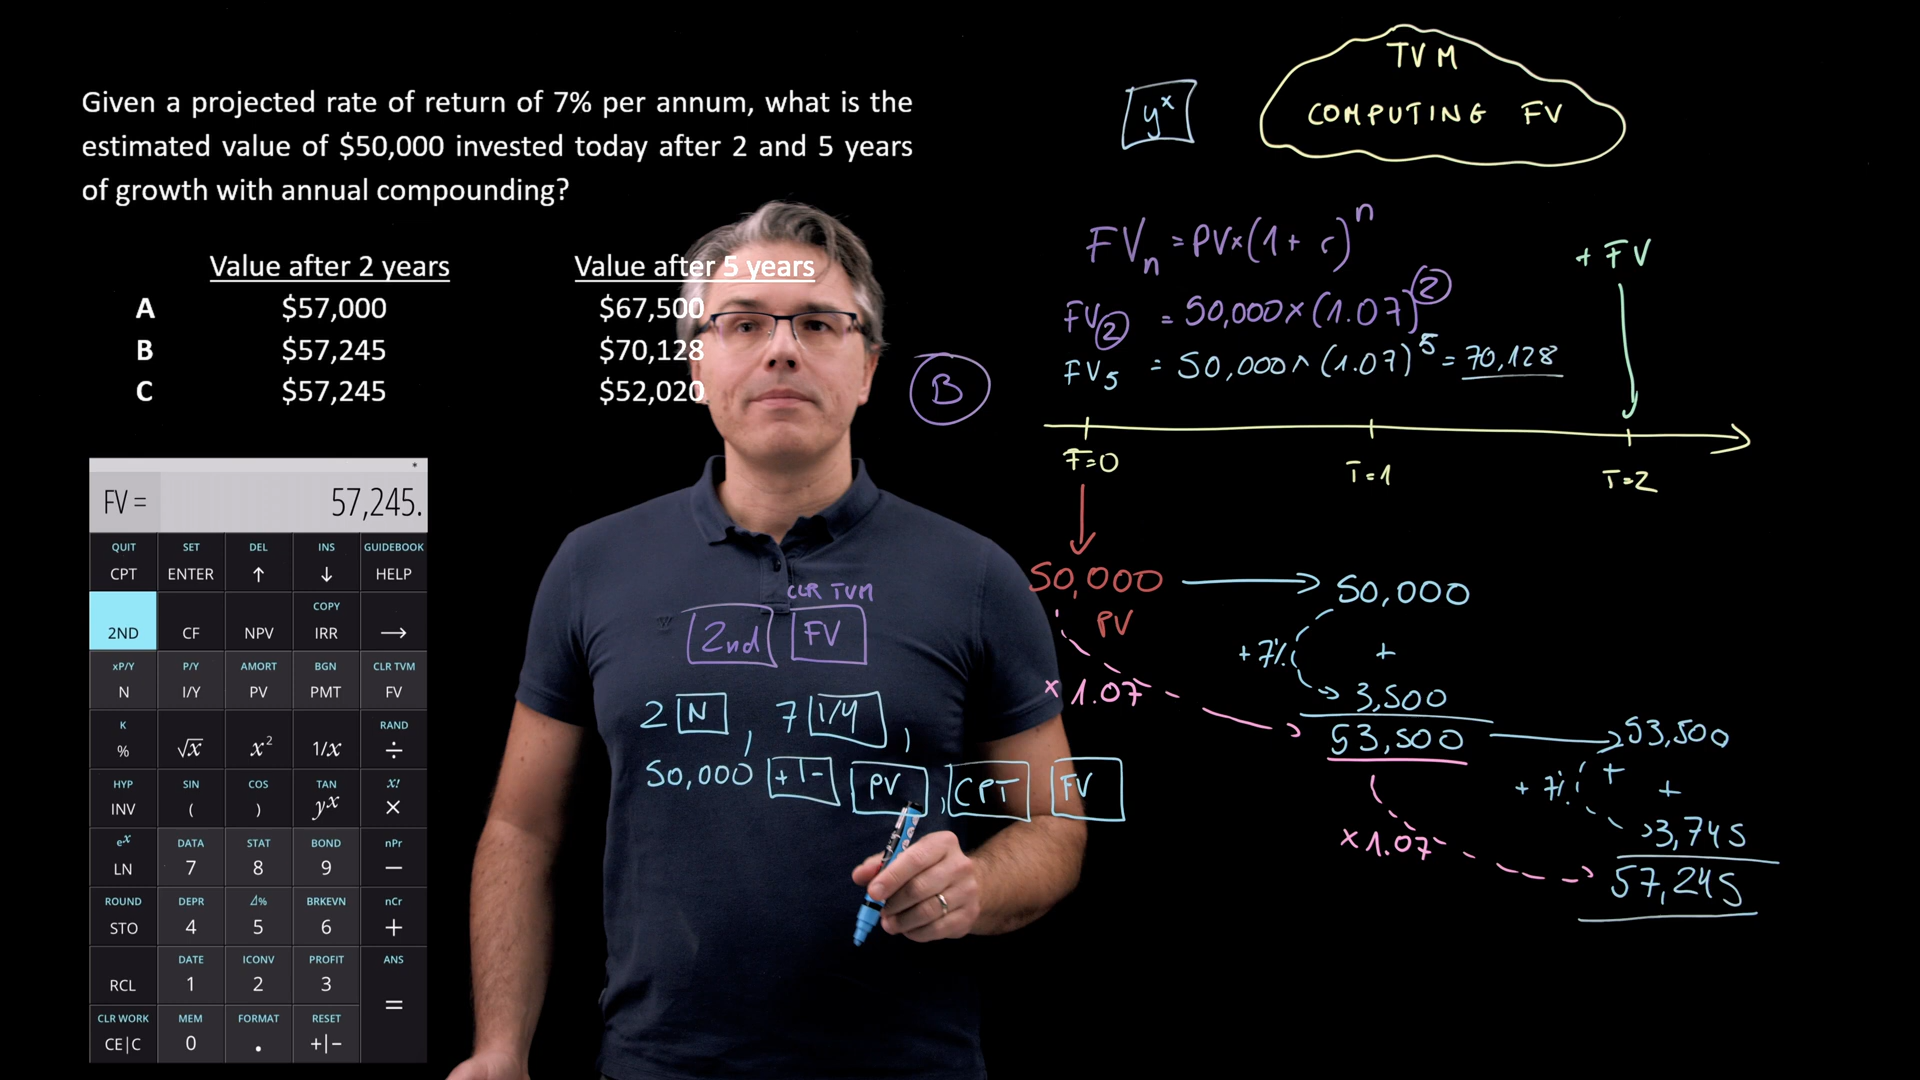 Given a projected rate of return of 7% per annum, what is the
estimated value of $50,000 invested today after 2 and 5 years
of growth with annual compounding?
Value after 2 years Value after 5 years
A $57,000 $67,500
B $57,245 $70,128
C $57,245 $52,020
FV = 57,245.
QUIT SET DEL INS GUIDEBOOK
CPT ENTER ↑ ↓ HELP
COPY
2ND CF NPV IRR →
xP/Y P/Y AMORT BGN CLR TVM
N I/Y PV PMT FV
K RAND
% √x x² 1/x ÷
HYP SIN COS TAN x!
INV ( ) yˣ ×
eˣ DATA STAT BOND nPr
LN 7 8 9 −
ROUND DEPR Δ% BRKEVN nCr
STO 4 5 6 +
DATE ICONV PROFIT ANS
RCL 1 2 3 =
CLR WORK MEM FORMAT RESET
CE|C 0 . +|−
CLR TVM
2nd FV
2 N , 7 I/Y ,
50,000 +|- PV , CPT FV
B
yˣ
TVM
COMPUTING FV
FVn = PV×(1+ r)ⁿ
FV2 = 50,000×(1.07)²
FV5 = 50,000×(1.07)⁵ = 70,128
+ FV
T=0 T=1 T=2
50,000 → 50,000
PV
+7% +
×1.07 3,500
53,500 → 53,500
+
+7% +
×1.07 3,745
57,245